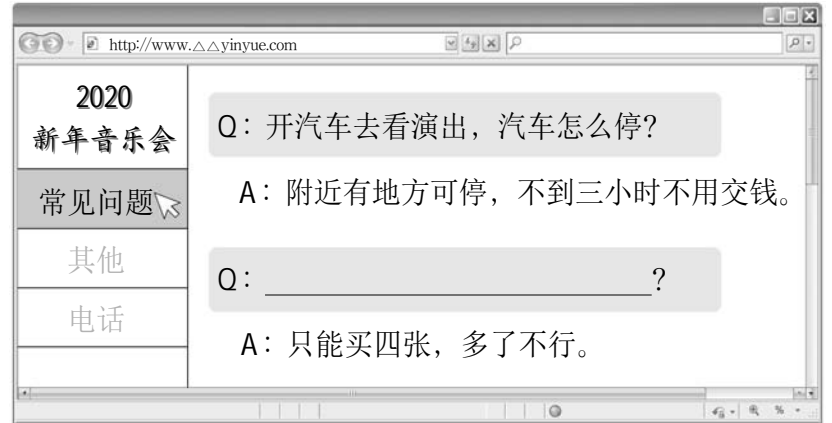 http://www.△△yinyue.com
2020
新年音乐会
常见问题
其他
电话
Q：开汽车去看演出，汽车怎么停？
A：附近有地方可停，不到三小时不用交钱。
Q：____________________？
A：只能买四张，多了不行。